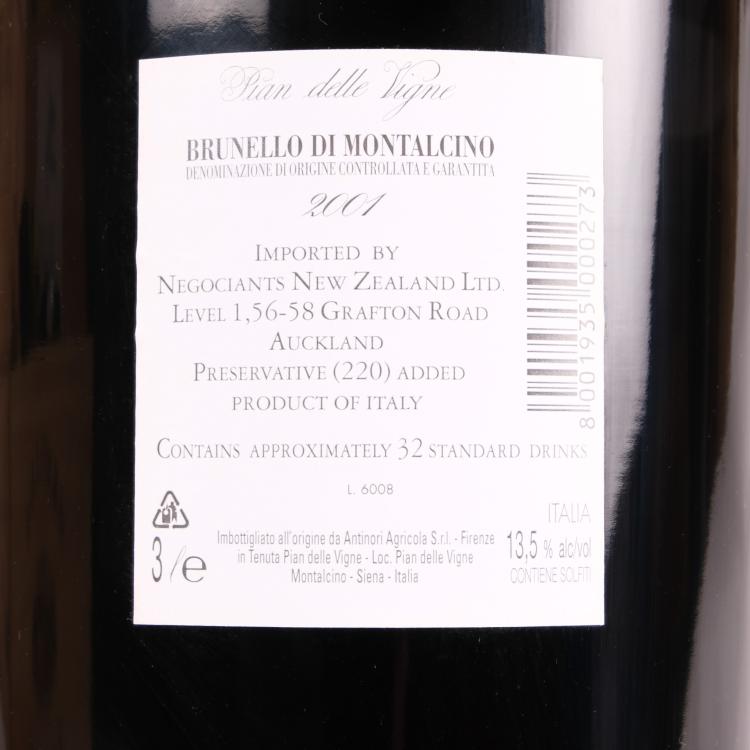 Pian delle Vigne
BRUNELLO DI MONTALCINO
DENOMINAZIONE DI ORIGINE CONTROLLATA E GARANTITA
2001
IMPORTED BY
NEGOCIANTS NEW ZEALAND LTD.
LEVEL 1,56-58 GRAFTON ROAD
AUCKLAND
PRESERVATIVE (220) ADDED
PRODUCT OF ITALY
CONTAINS APPROXIMATELY 32 STANDARD DRINKS
L. 6008
3 l e
Imbottigliato all'origine da Antinori Agricola S.r.l. - Firenze
in Tenuta Pian delle Vigne - Loc. Pian delle Vigne
Montalcino - Siena - Italia
ITALIA
13,5 % alc/vol
CONTIENE SOLFITI
8 001935 000273